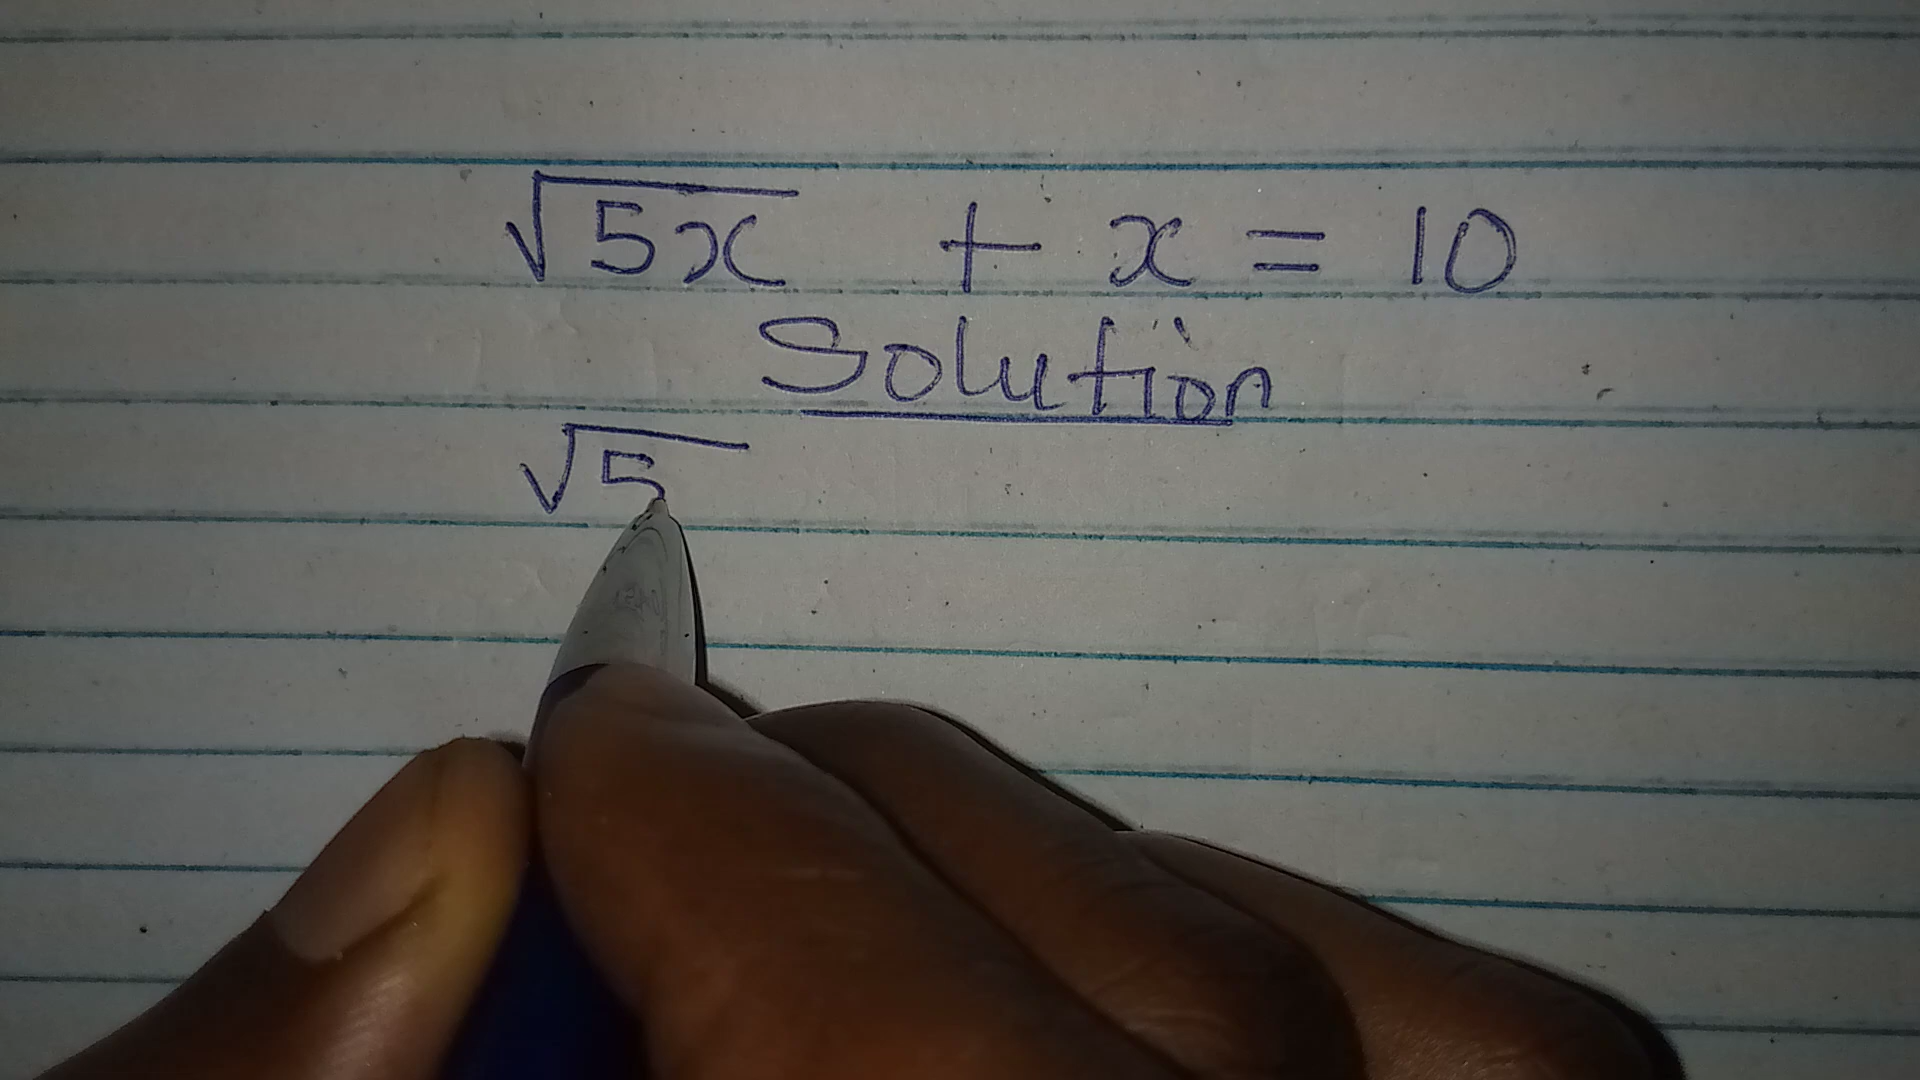 √5x + x = 10
Solution
√5